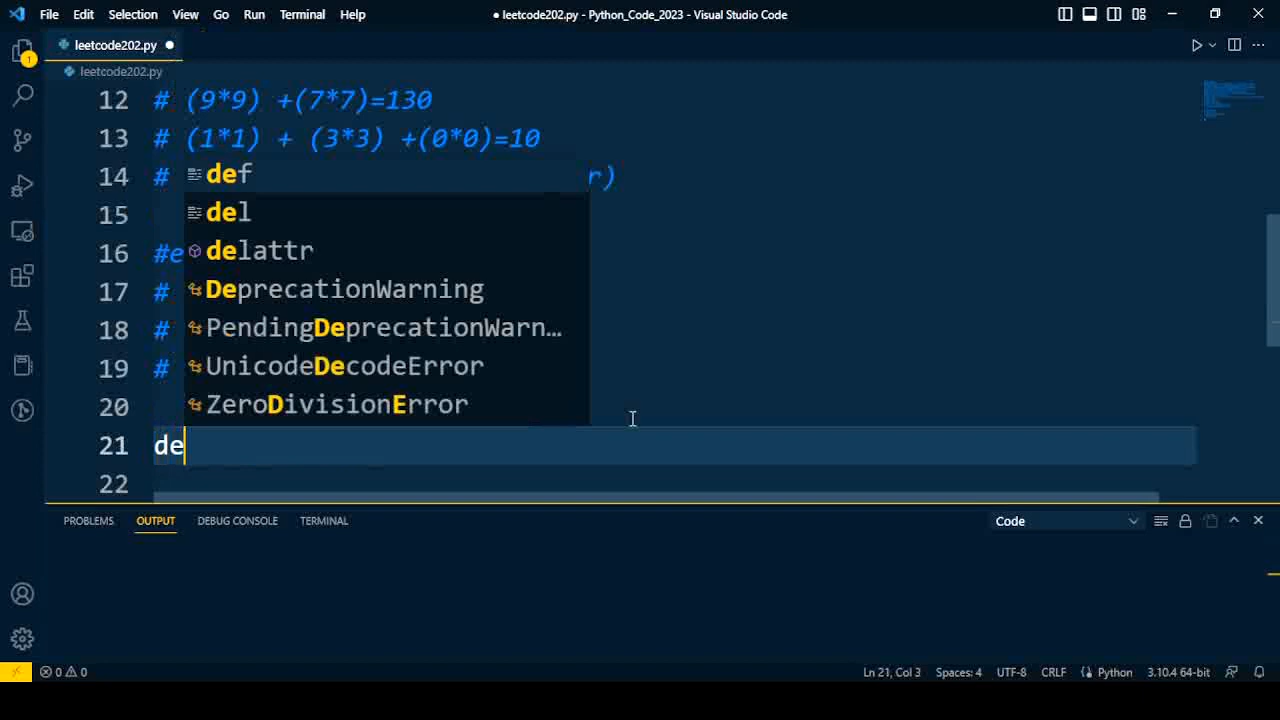 File Edit Selection View Go Run Terminal Help
● leetcode202.py - Python_Code_2023 - Visual Studio Code
leetcode202.py ●
leetcode202.py
1
12 # (9*9) +(7*7)=130
13 # (1*1) + (3*3) +(0*0)=10
14 # r)
15
16 #e
17 #
18 #
19 #
20
21 de
22
def
del
delattr
DeprecationWarning
PendingDeprecationWarn…
UnicodeDecodeError
ZeroDivisionError
PROBLEMS OUTPUT DEBUG CONSOLE TERMINAL
Code
0 0
Ln 21, Col 3 Spaces: 4 UTF-8 CRLF Python 3.10.4 64-bit